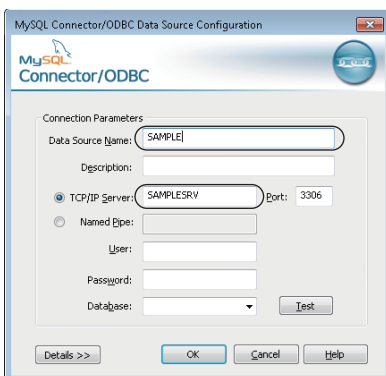 MySQL Connector/ODBC Data Source Configuration
MySQL
Connector/ODBC
Connection Parameters
Data Source Name: SAMPLE
Description:
TCP/IP Server: SAMPLESRV Port: 3306
Named Pipe:
User:
Password:
Database: Test
Details >> OK Cancel Help